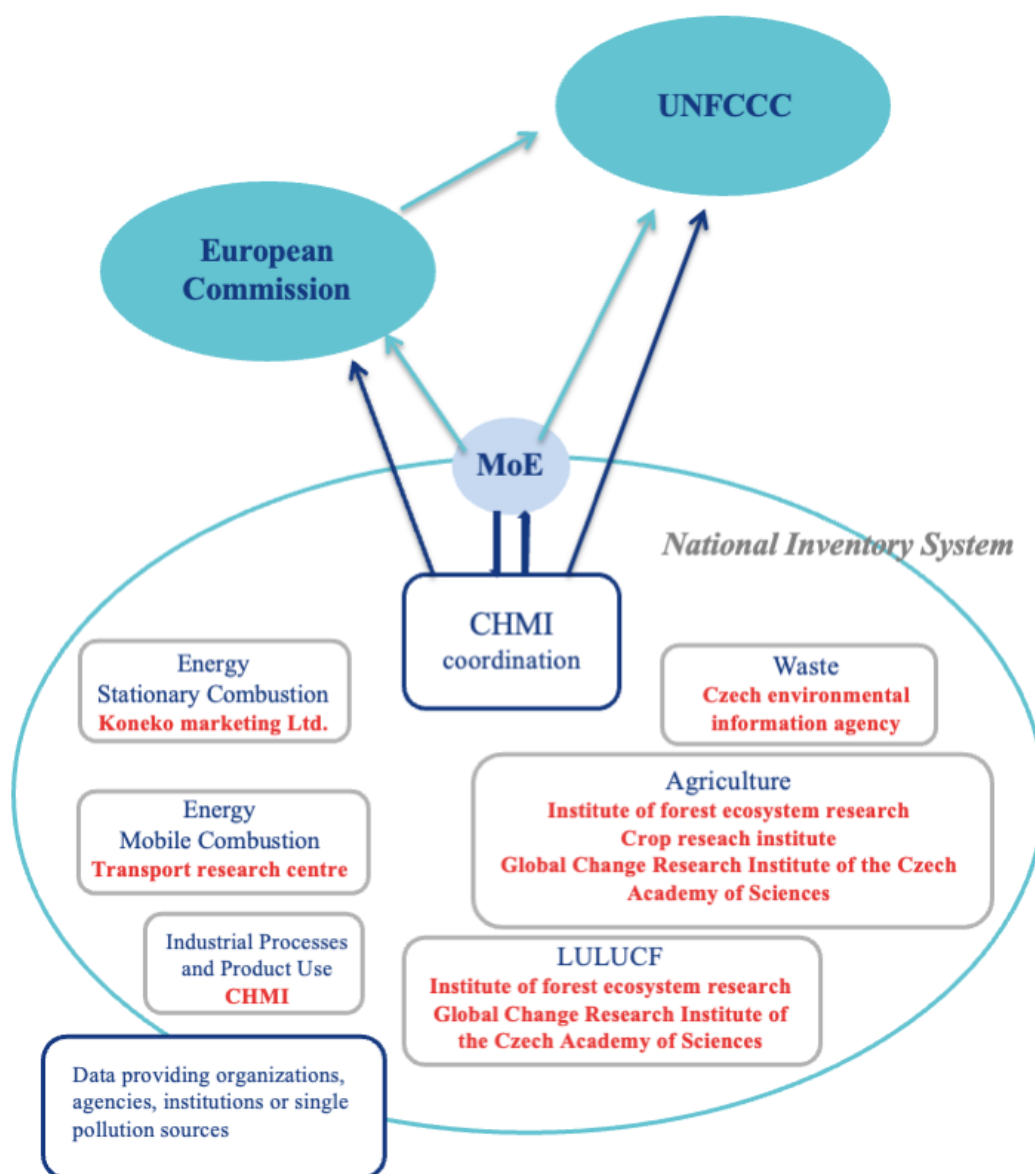 UNFCCC
European
Commission
MoE
National Inventory System
CHMI
coordination
Energy
Stationary Combustion
Koneko marketing Ltd.
Waste
Czech environmental
information agency
Energy
Mobile Combustion
Transport research centre
Agriculture
Institute of forest ecosystem research
Crop reseach institute
Global Change Research Institute of the Czech
Academy of Sciences
Industrial Processes
and Product Use
CHMI
LULUCF
Institute of forest ecosystem research
Global Change Research Institute of
the Czech Academy of Sciences
Data providing organizations,
agencies, institutions or single
pollution sources